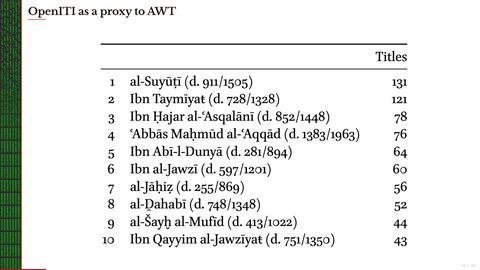 OpenITI as a proxy to AWT
Titles
1 al-Suyūṭī (d. 911/1505) 131
2 Ibn Taymīyaŧ (d. 728/1328) 121
3 Ibn Ḥajar al-ʿAsqalānī (d. 852/1448) 78
4 ʿAbbās Maḥmūd al-ʿAqqād (d. 1383/1963) 76
5 Ibn Abī-l-Dunyā (d. 281/894) 64
6 Ibn al-Jawzī (d. 597/1201) 60
7 al-Jāḥiẓ (d. 255/869) 56
8 al-Ḏahabī (d. 748/1348) 52
9 al-Šayḫ al-Mufīd (d. 413/1022) 44
10 Ibn Qayyim al-Jawzīyaŧ (d. 751/1350) 43